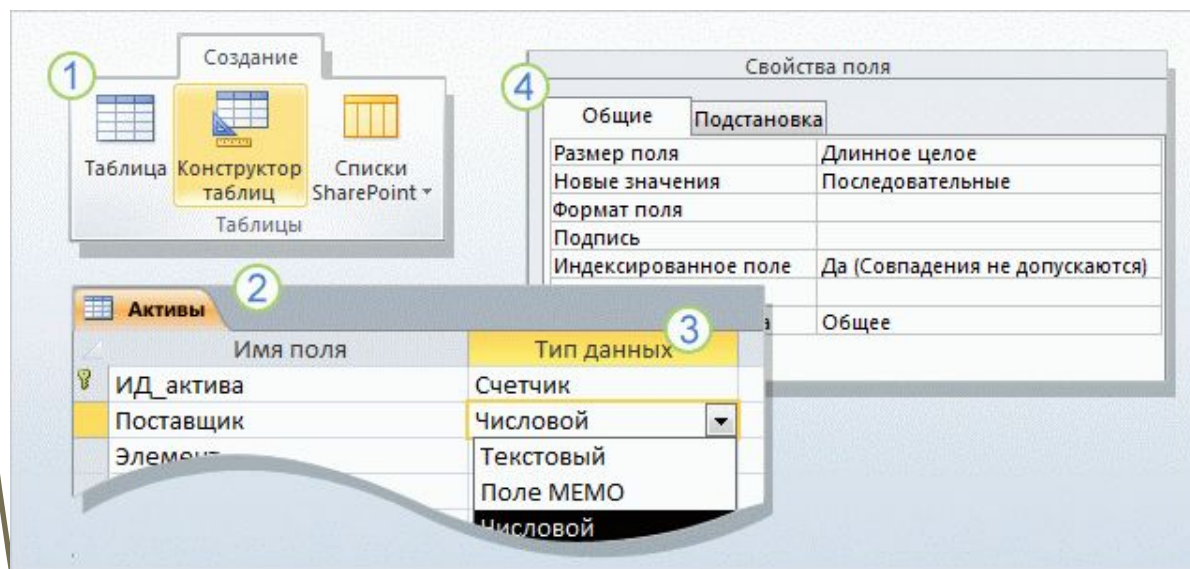 1
Создание
Таблица
Конструктор
таблиц
Списки
SharePoint
Таблицы
2
Активы
Имя поля
Тип данных
3
ИД_актива
Счетчик
Поставщик
Числовой
Элемент
Текстовый
Поле МЕМО
Числовой
4
Свойства поля
Общие
Подстановка
Размер поля
Длинное целое
Новые значения
Последовательные
Формат поля
Подпись
Индексированное поле
Да (Совпадения не допускаются)
Общее